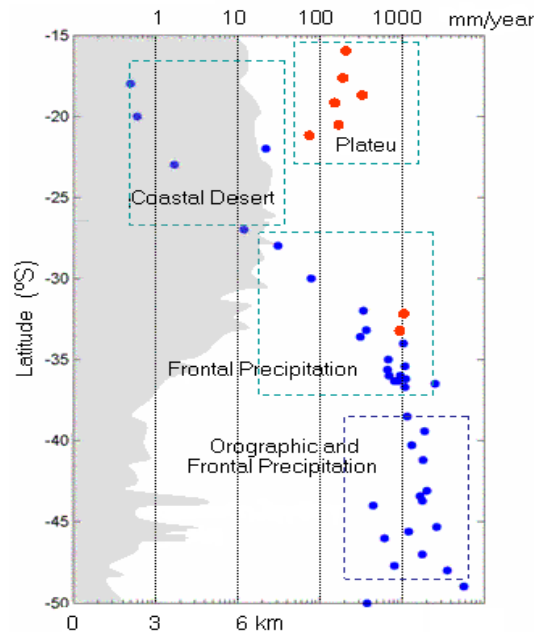 1 10 100 1000 mm/year
-15
-20
Plateu
-25
Coastal Desert
-30
Latitude (ºS)
-35
Frontal Precipitation
-40
Orographic and
Frontal Precipitation
-45
-50
0 3 6 km